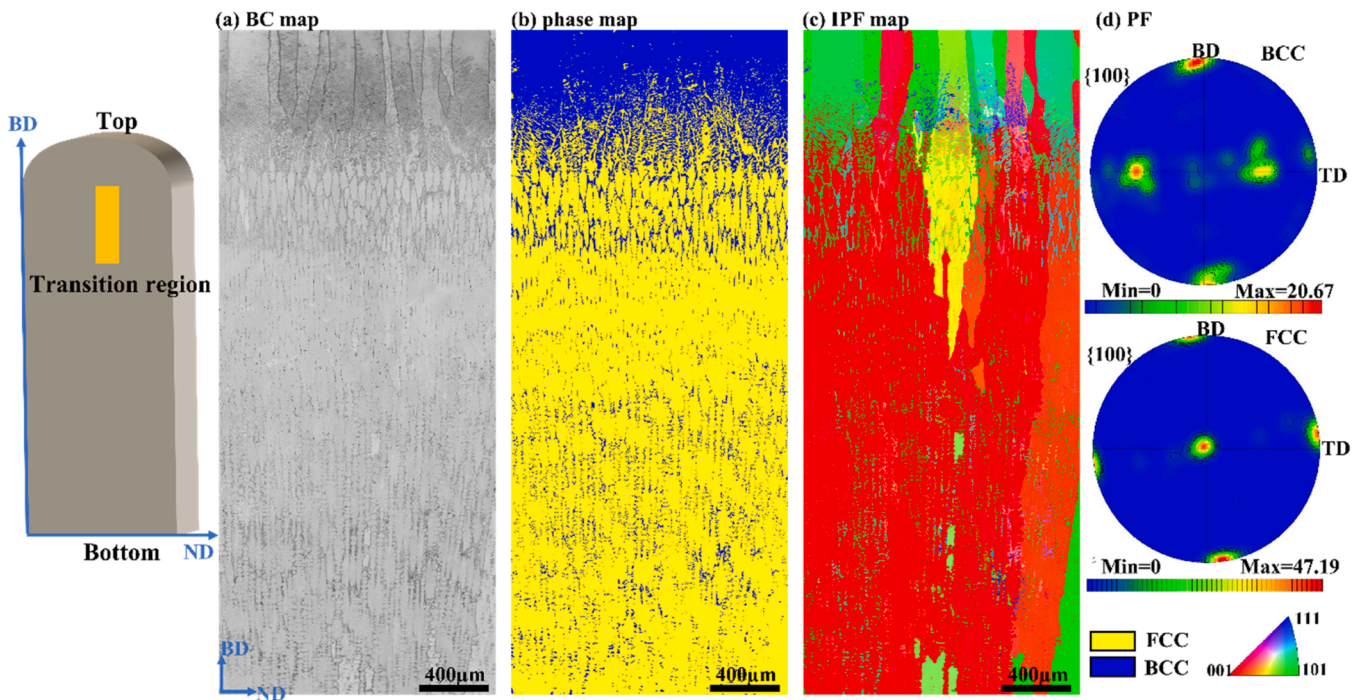 (a) BC map
(b) phase map
(c) IPF map
(d) PF
BD
Top
Transition region
Bottom
ND
BD
ND
400μm
400μm
BD
BCC
{100}
TD
Min=0
Max=20.67
BD
FCC
{100}
TD
Min=0
Max=47.19
FCC
BCC
111
001
101